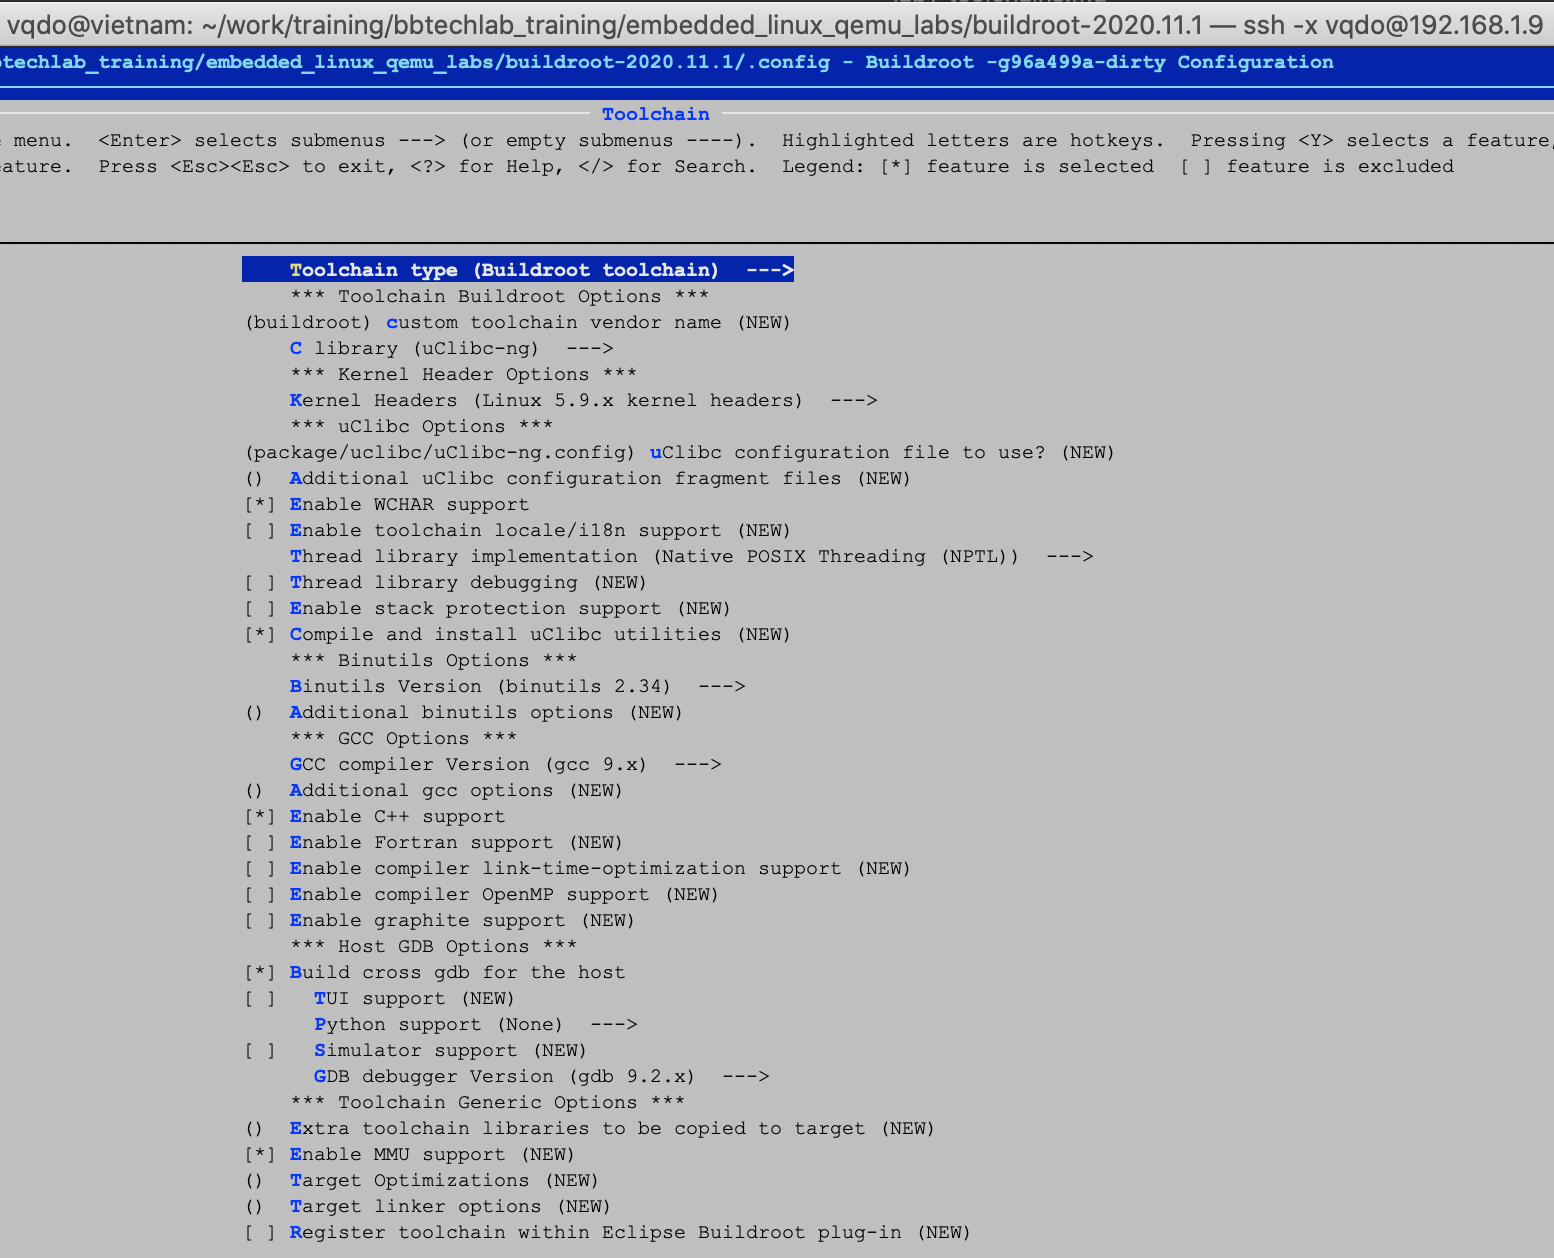 vqdo@vietnam: ~/work/training/bbtechlab_training/embedded_linux_qemu_labs/buildroot-2020.11.1 — ssh -x vqdo@192.168.1.9
techlab_training/embedded_linux_qemu_labs/buildroot-2020.11.1/.config - Buildroot -g96a499a-dirty Configuration
Toolchain
menu.  <Enter> selects submenus ---> (or empty submenus ----).  Highlighted letters are hotkeys.  Pressing <Y> selects a feature,
ature.  Press <Esc><Esc> to exit, <?> for Help, </> for Search.  Legend: [*] feature is selected  [ ] feature is excluded
Toolchain type (Buildroot toolchain)  --->
*** Toolchain Buildroot Options ***
(buildroot) custom toolchain vendor name (NEW)
C library (uClibc-ng)  --->
*** Kernel Header Options ***
Kernel Headers (Linux 5.9.x kernel headers)  --->
*** uClibc Options ***
(package/uclibc/uClibc-ng.config) uClibc configuration file to use? (NEW)
()  Additional uClibc configuration fragment files (NEW)
[*] Enable WCHAR support
[ ] Enable toolchain locale/i18n support (NEW)
Thread library implementation (Native POSIX Threading (NPTL))  --->
[ ] Thread library debugging (NEW)
[ ] Enable stack protection support (NEW)
[*] Compile and install uClibc utilities (NEW)
*** Binutils Options ***
Binutils Version (binutils 2.34)  --->
()  Additional binutils options (NEW)
*** GCC Options ***
GCC compiler Version (gcc 9.x)  --->
()  Additional gcc options (NEW)
[*] Enable C++ support
[ ] Enable Fortran support (NEW)
[ ] Enable compiler link-time-optimization support (NEW)
[ ] Enable compiler OpenMP support (NEW)
[ ] Enable graphite support (NEW)
*** Host GDB Options ***
[*] Build cross gdb for the host
[ ]   TUI support (NEW)
Python support (None)  --->
[ ]   Simulator support (NEW)
GDB debugger Version (gdb 9.2.x)  --->
*** Toolchain Generic Options ***
()  Extra toolchain libraries to be copied to target (NEW)
[*] Enable MMU support (NEW)
()  Target Optimizations (NEW)
()  Target linker options (NEW)
[ ] Register toolchain within Eclipse Buildroot plug-in (NEW)